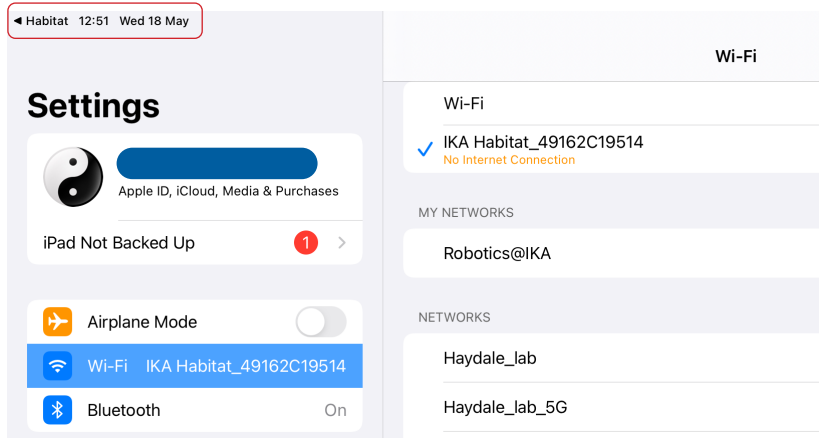 ◀ Habitat 12:51 Wed 18 May
Settings
Apple ID, iCloud, Media & Purchases
iPad Not Backed Up 1
Airplane Mode
Wi-Fi IKA Habitat_49162C19514
Bluetooth On
Wi-Fi
Wi-Fi
IKA Habitat_49162C19514
No Internet Connection
MY NETWORKS
Robotics@IKA
NETWORKS
Haydale_lab
Haydale_lab_5G